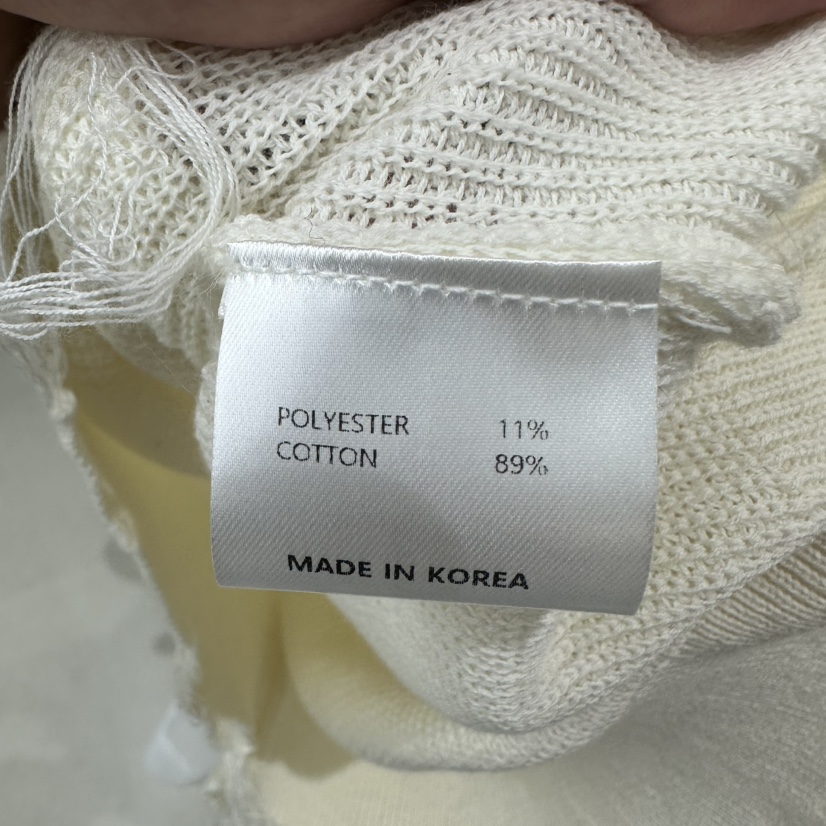 POLYESTER 11%
COTTON 89%
MADE IN KOREA